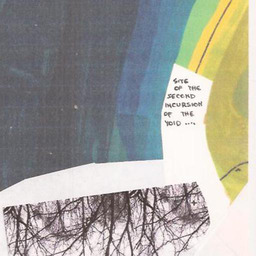 SITE
OF THE
SECOND
INCURSION
OF THE
VOID ....